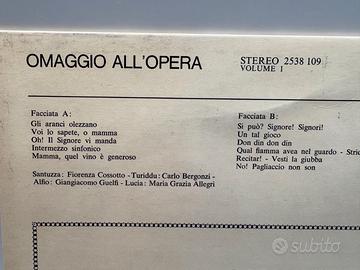 OMAGGIO ALL'OPERA
STEREO 2538 109
VOLUME I
Facciata A:
Gli aranci olezzano
Voi lo sapete, o mamma
Oh! Il Signore vi manda
Intermezzo sinfonico
Mamma, quel vino è generoso
Santuzza: Fiorenza Cossotto - Turiddu: Carlo Bergonzi -
Alfio: Giangiacomo Guelfi - Lucia: Maria Grazia Allegri
Facciata B:
Si può? Signore! Signori!
Un tal gioco
Don din don din
Qual fiamma avea nel guardo - Strid
Recitar! - Vesti la giubba
No! Pagliaccio non son
subito